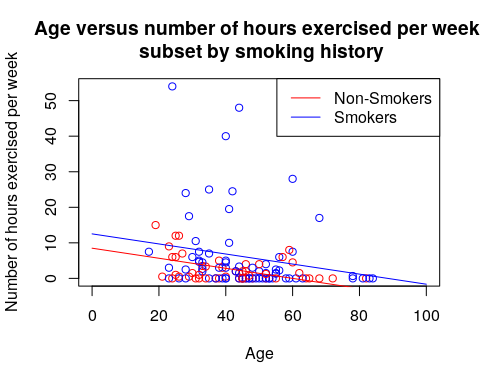 Age versus number of hours exercised per week
subset by smoking history
Number of hours exercised per week
50
40
30
20
10
0
Non-Smokers
Smokers
0 20 40 60 80 100
Age